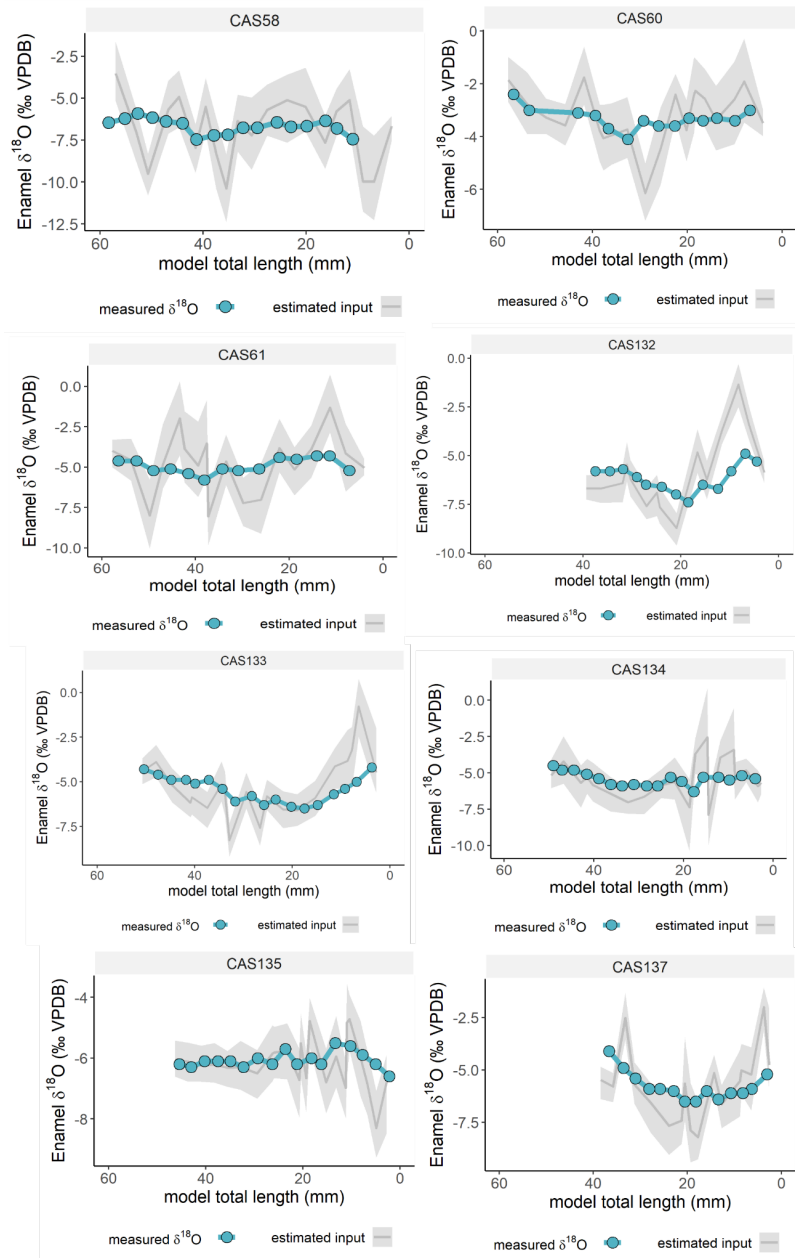 CAS58
Enamel δ¹⁸O (‰ VPDB)
-2.5
-5.0
-7.5
-10.0
-12.5
60 40 20 0
model total length (mm)
measured δ¹⁸O estimated input
CAS60
Enamel δ¹⁸O (‰ VPDB)
0
-2
-4
-6
60 40 20 0
model total length (mm)
measured δ¹⁸O estimated input
CAS61
Enamel δ¹⁸O (‰ VPDB)
0.0
-2.5
-5.0
-7.5
-10.0
60 40 20 0
model total length (mm)
measured δ¹⁸O estimated input
CAS132
Enamel δ¹⁸O (‰ VPDB)
0.0
-2.5
-5.0
-7.5
-10.0
60 40 20 0
model total length (mm)
measured δ¹⁸O estimated input
CAS133
Enamel δ¹⁸O (‰ VPDB)
0.0
-2.5
-5.0
-7.5
60 40 20 0
model total length (mm)
measured δ¹⁸O estimated input
CAS134
Enamel δ¹⁸O (‰ VPDB)
0.0
-2.5
-5.0
-7.5
-10.0
60 40 20 0
model total length (mm)
measured δ¹⁸O estimated input
CAS135
Enamel δ¹⁸O (‰ VPDB)
-4
-6
-8
60 40 20 0
model total length (mm)
measured δ¹⁸O estimated input
CAS137
Enamel δ¹⁸O (‰ VPDB)
-2.5
-5.0
-7.5
60 40 20 0
model total length (mm)
measured δ¹⁸O estimated input